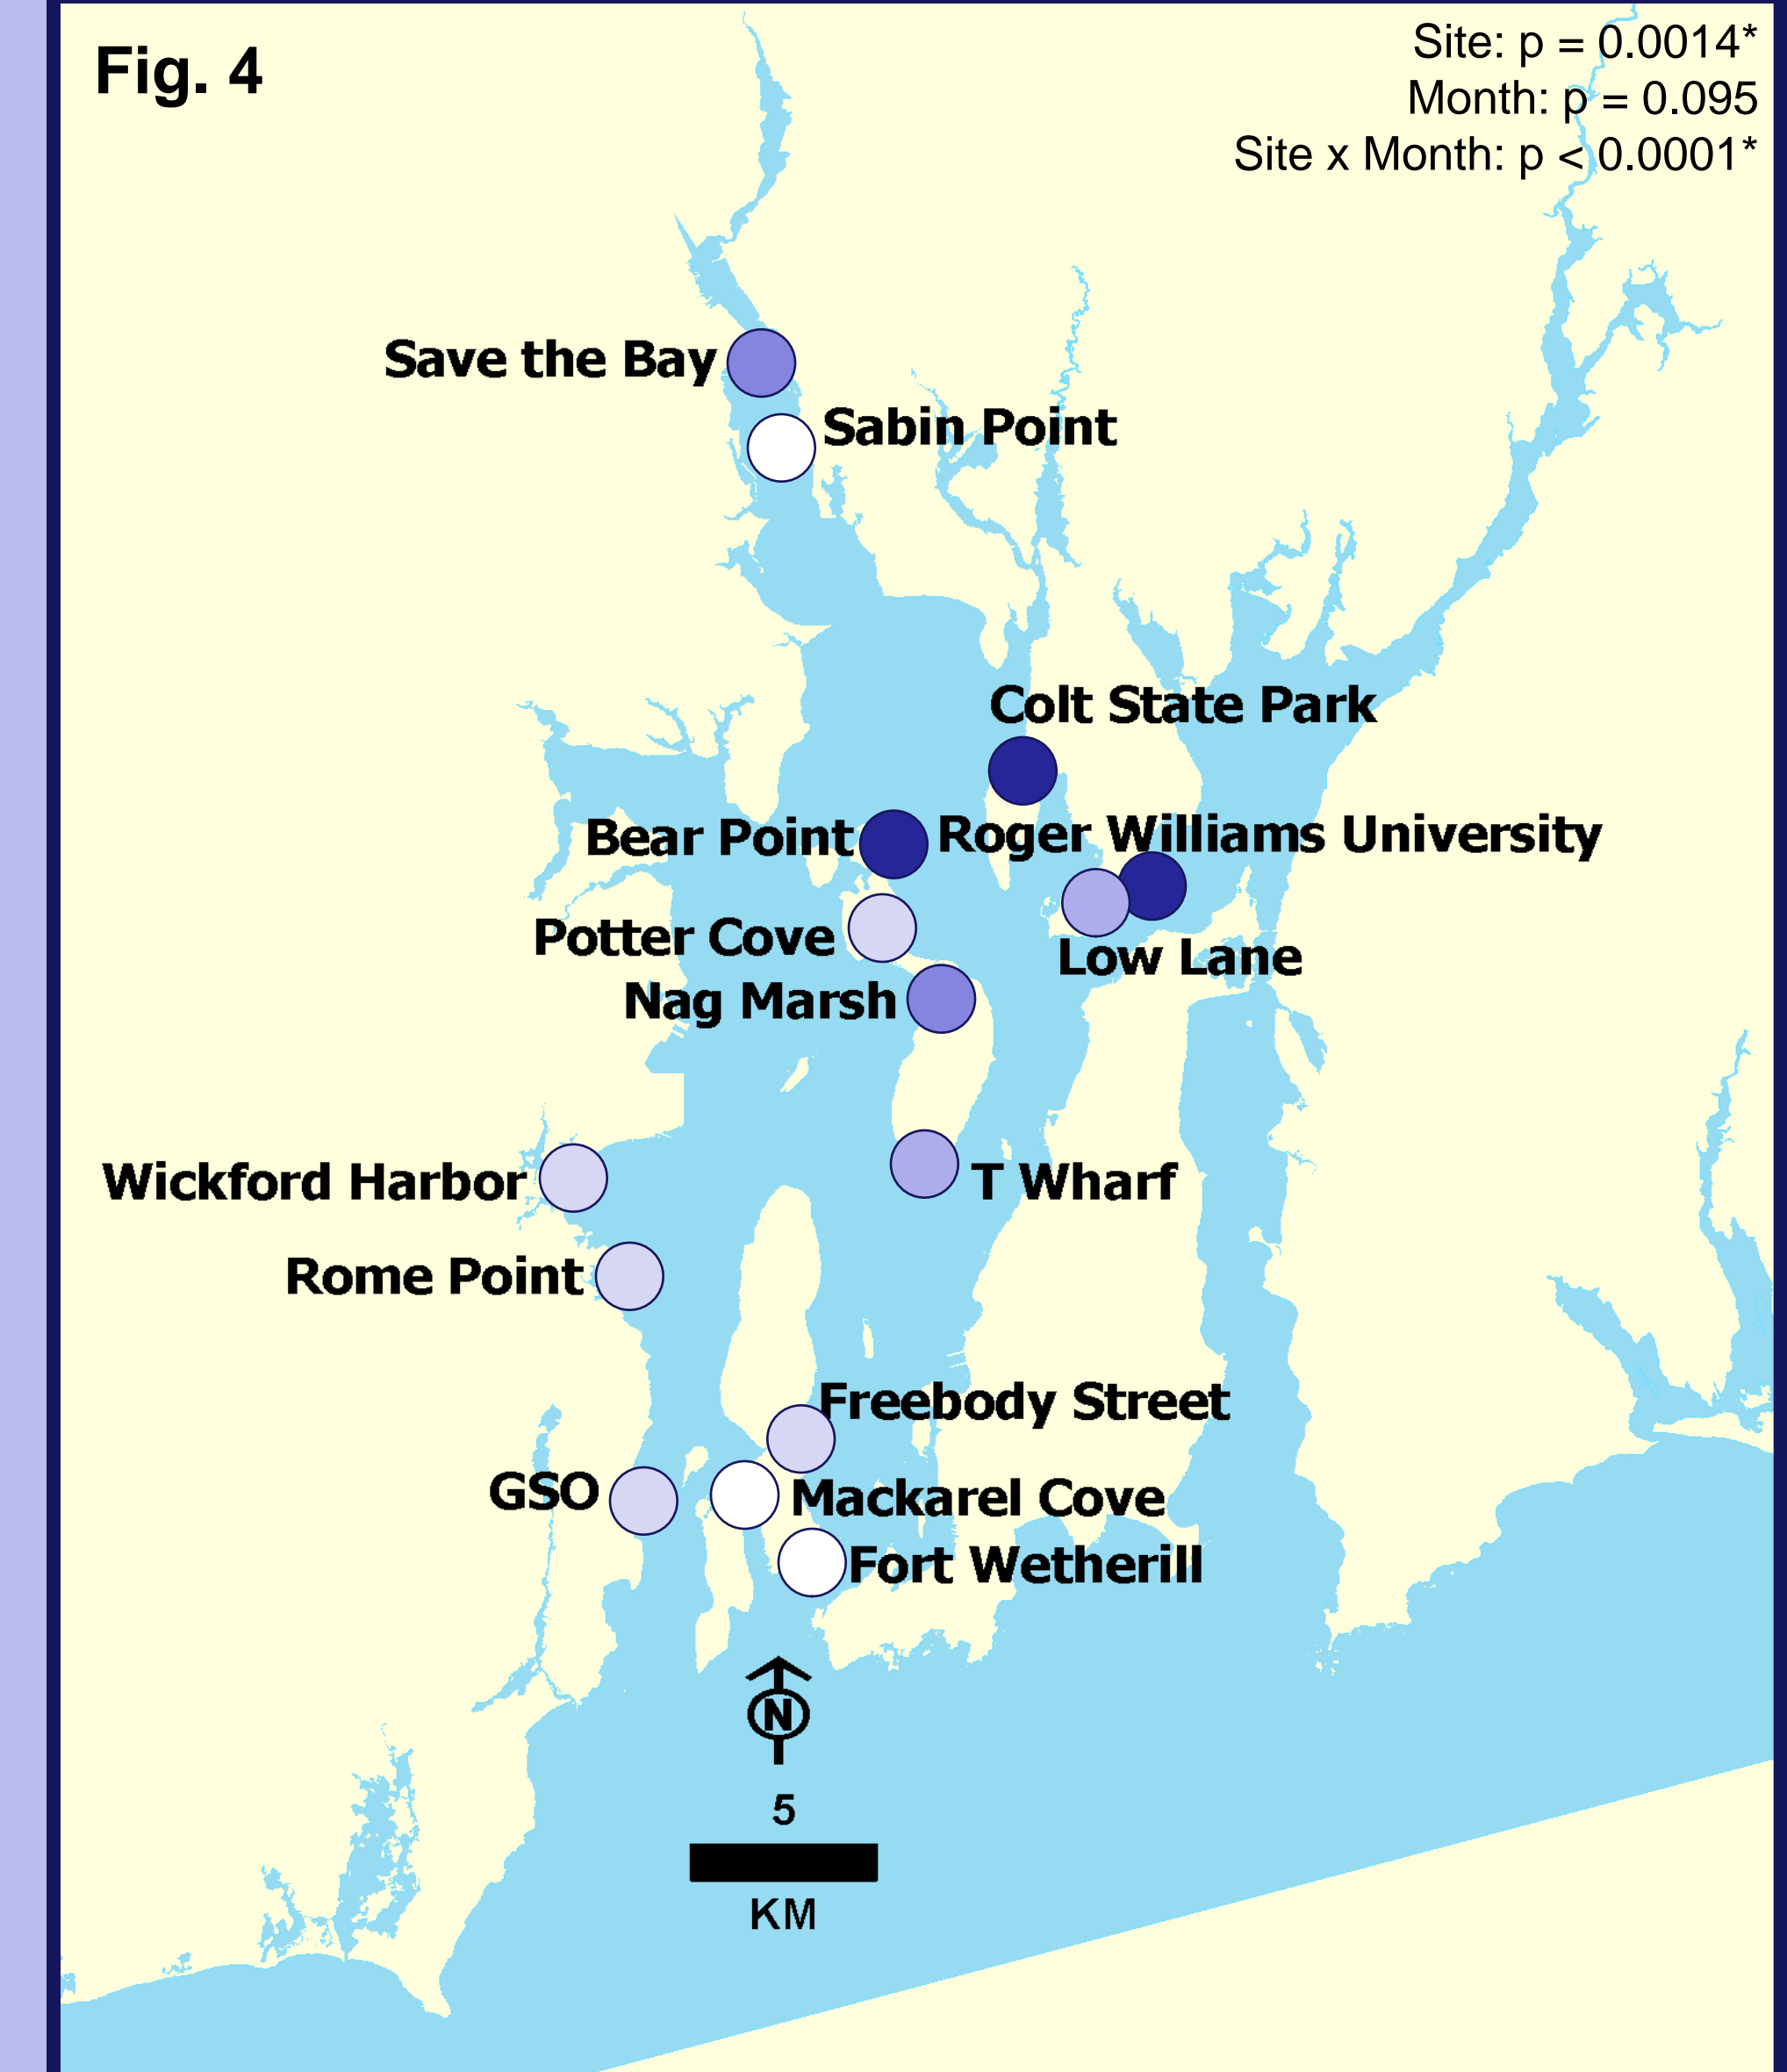 Fig. 4
Site: p = 0.0014*
Month: p = 0.095
Site x Month: p < 0.0001*
Save the Bay
Sabin Point
Colt State Park
Bear Point
Roger Williams University
Potter Cove
Low Lane
Nag Marsh
Wickford Harbor
T Wharf
Rome Point
Freebody Street
GSO
Mackarel Cove
Fort Wetherill
N
5
KM